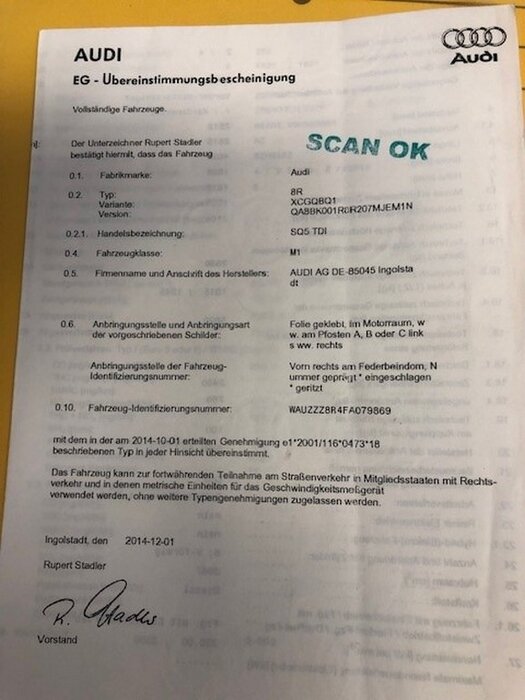 AUDI
Audi
EG - Übereinstimmungsbescheinigung
Vollständige Fahrzeuge
SCAN OK
Der Unterzeichner Rupert Stadler
bestätigt hiermit, dass das Fahrzeug
0.1. Fabrikmarke: Audi
0.2. Typ: 8R
Variante: XCGQBQ1
Version: QA8BK001R8R207MJEM1N
0.2.1. Handelsbezeichnung: SQ5 TDI
0.4. Fahrzeugklasse: M1
0.5. Firmenname und Anschrift des Herstellers: AUDI AG DE-85045 Ingolsta
dt
0.6. Anbringungsstelle und Anbringungsart Folie geklebt, im Motorraum, w
der vorgeschriebenen Schilder: w. am Pfosten A, B oder C link
s ww. rechts
Anbringungsstelle der Fahrzeug- Vorn rechts am Federbeindom, N
Identifizierungsnummer: ummer geprägt * eingeschlagen
* geritzt
0.10. Fahrzeug-Identifizierungsnummer: WAUZZZ8R4FA079869
mit dem in der am 2014-10-01 erteilten Genehmigung e1*2001/116*0473*18
beschriebenen Typ in jeder Hinsicht übereinstimmt.
Das Fahrzeug kann zur fortwährenden Teilnahme am Straßenverkehr in Mitgliedsstaaten mit Rechts-
verkehr und in denen metrische Einheiten für das Geschwindigkeitsmeßgerät
verwendet werden, ohne weitere Typengenehmigungen zugelassen werden.
Ingolstadt, den 2014-12-01
Rupert Stadler
R. Stadler
Vorstand